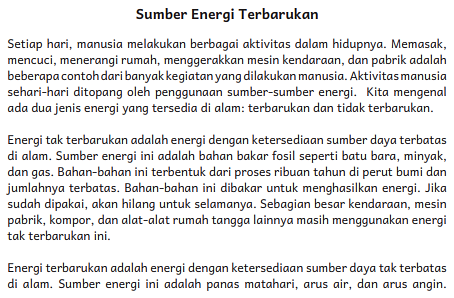 Sumber Energi Terbarukan
Setiap hari, manusia melakukan berbagai aktivitas dalam hidupnya. Memasak,
mencuci, menerangi rumah, menggerakkan mesin kendaraan, dan pabrik adalah
beberapa contoh dari banyak kegiatan yang dilakukan manusia. Aktivitas manusia
sehari-hari ditopang oleh penggunaan sumber-sumber energi. Kita mengenal
ada dua jenis energi yang tersedia di alam: terbarukan dan tidak terbarukan.
Energi tak terbarukan adalah energi dengan ketersediaan sumber daya terbatas
di alam. Sumber energi ini adalah bahan bakar fosil seperti batu bara, minyak,
dan gas. Bahan-bahan ini terbentuk dari proses ribuan tahun di perut bumi dan
jumlahnya terbatas. Bahan-bahan ini dibakar untuk menghasilkan energi. Jika
sudah dipakai, akan hilang untuk selamanya. Sebagian besar kendaraan, mesin
pabrik, kompor, dan alat-alat rumah tangga lainnya masih menggunakan energi
tak terbarukan ini.
Energi terbarukan adalah energi dengan ketersediaan sumber daya tak terbatas
di alam. Sumber energi ini adalah panas matahari, arus air, dan arus angin.